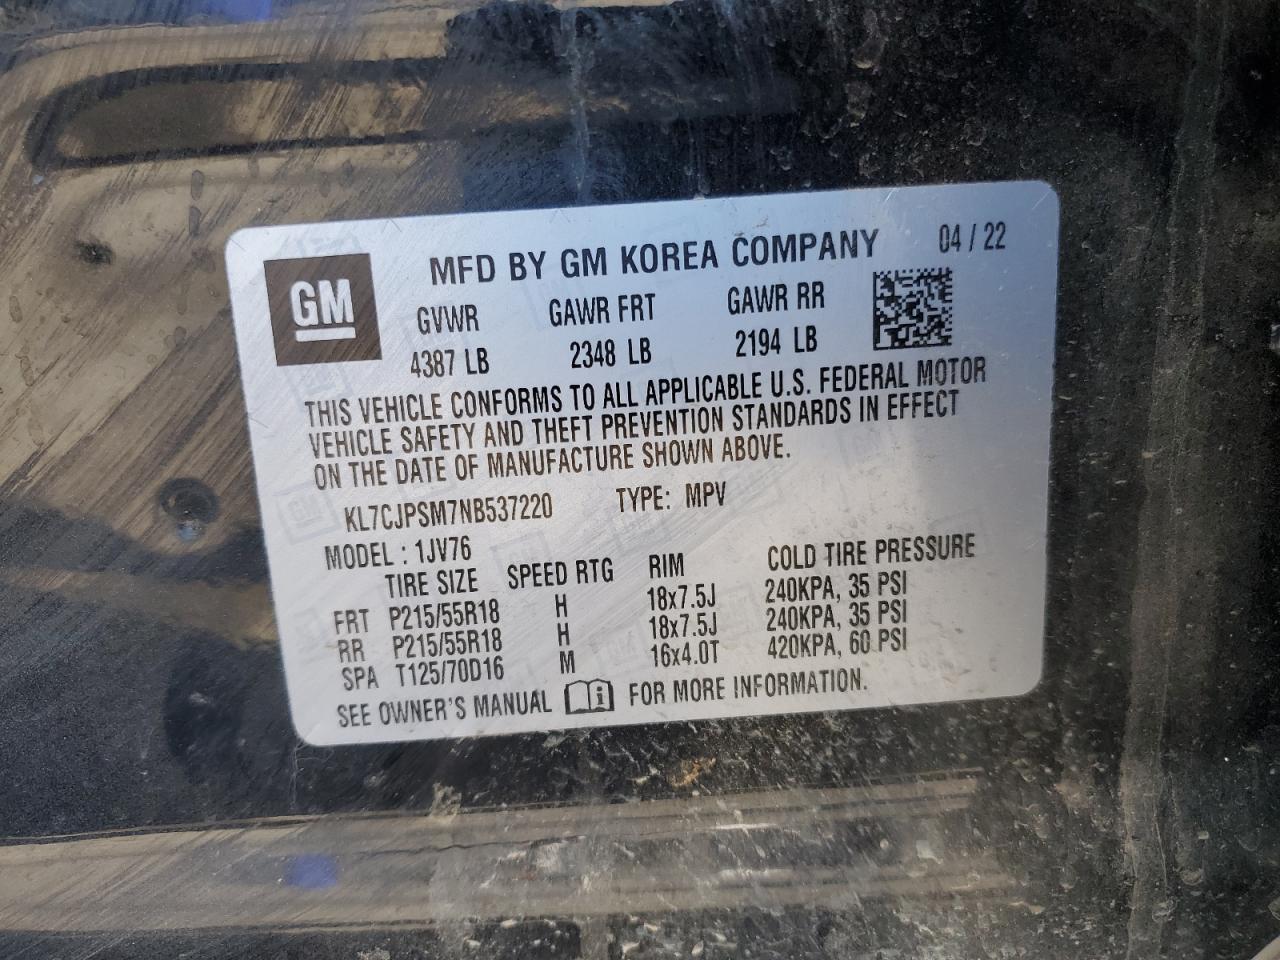 GM
MFD BY GM KOREA COMPANY 04 / 22
GVWR GAWR FRT GAWR RR
4387 LB 2348 LB 2194 LB
THIS VEHICLE CONFORMS TO ALL APPLICABLE U.S. FEDERAL MOTOR
VEHICLE SAFETY AND THEFT PREVENTION STANDARDS IN EFFECT
ON THE DATE OF MANUFACTURE SHOWN ABOVE.
KL7CJPSM7NB537220 TYPE: MPV
MODEL : 1JV76
TIRE SIZE SPEED RTG RIM COLD TIRE PRESSURE
FRT P215/55R18 H 18x7.5J 240KPA, 35 PSI
RR P215/55R18 H 18x7.5J 240KPA, 35 PSI
SPA T125/70D16 M 16x4.0T 420KPA, 60 PSI
SEE OWNER'S MANUAL i FOR MORE INFORMATION.